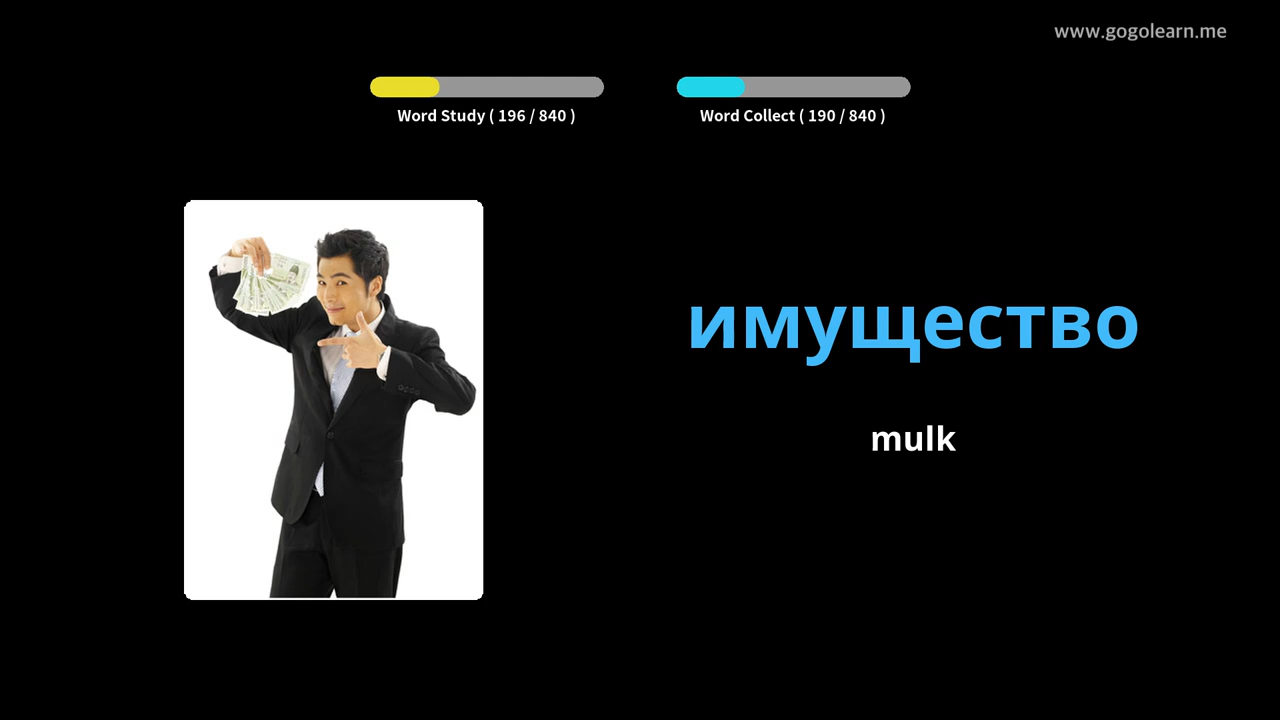 www.gogolearn.me
Word Study ( 196 / 840 )
Word Collect ( 190 / 840 )
имущество
mulk